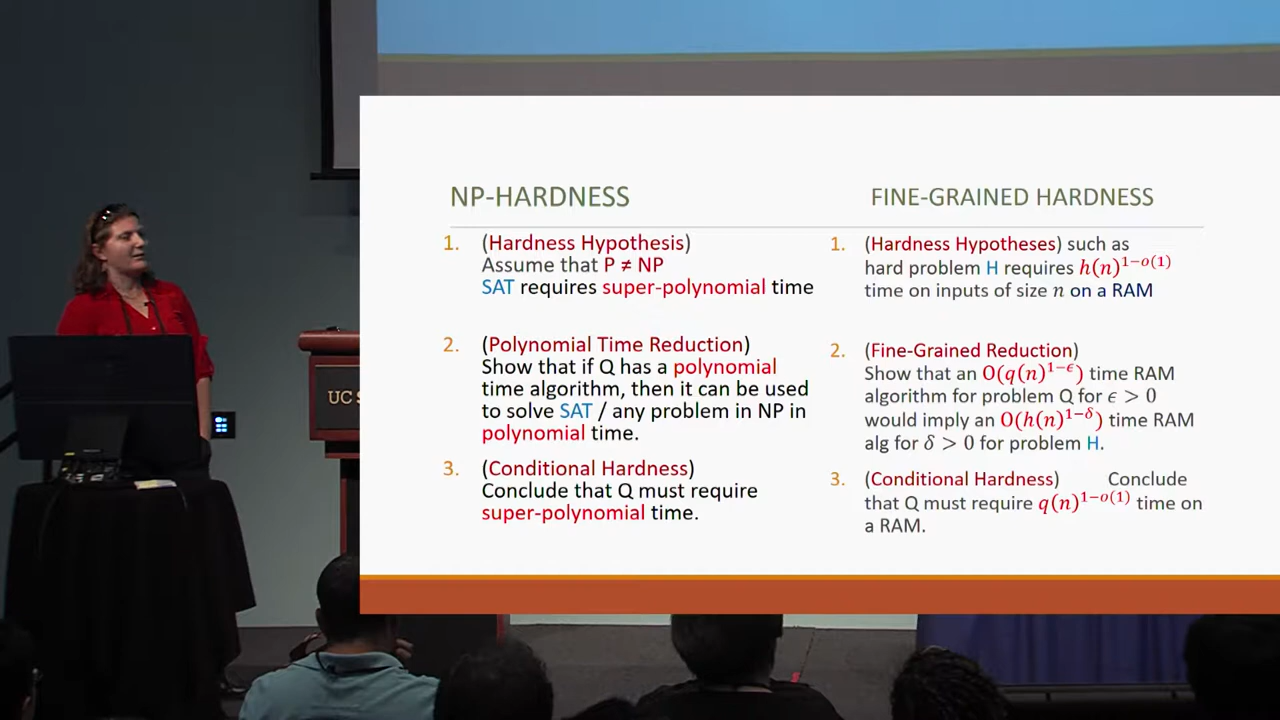 NP-HARDNESS
1. (Hardness Hypothesis)
Assume that P ≠ NP
SAT requires super-polynomial time
2. (Polynomial Time Reduction)
Show that if Q has a polynomial
time algorithm, then it can be used
to solve SAT / any problem in NP in
polynomial time.
3. (Conditional Hardness)
Conclude that Q must require
super-polynomial time.
FINE-GRAINED HARDNESS
1. (Hardness Hypotheses) such as
hard problem H requires h(n)^{1-o(1)}
time on inputs of size n on a RAM
2. (Fine-Grained Reduction)
Show that an O(q(n)^{1-ϵ}) time RAM
algorithm for problem Q for ϵ > 0
would imply an O(h(n)^{1-δ}) time RAM
alg for δ > 0 for problem H.
3. (Conditional Hardness) Conclude
that Q must require q(n)^{1-o(1)} time on
a RAM.
UC S